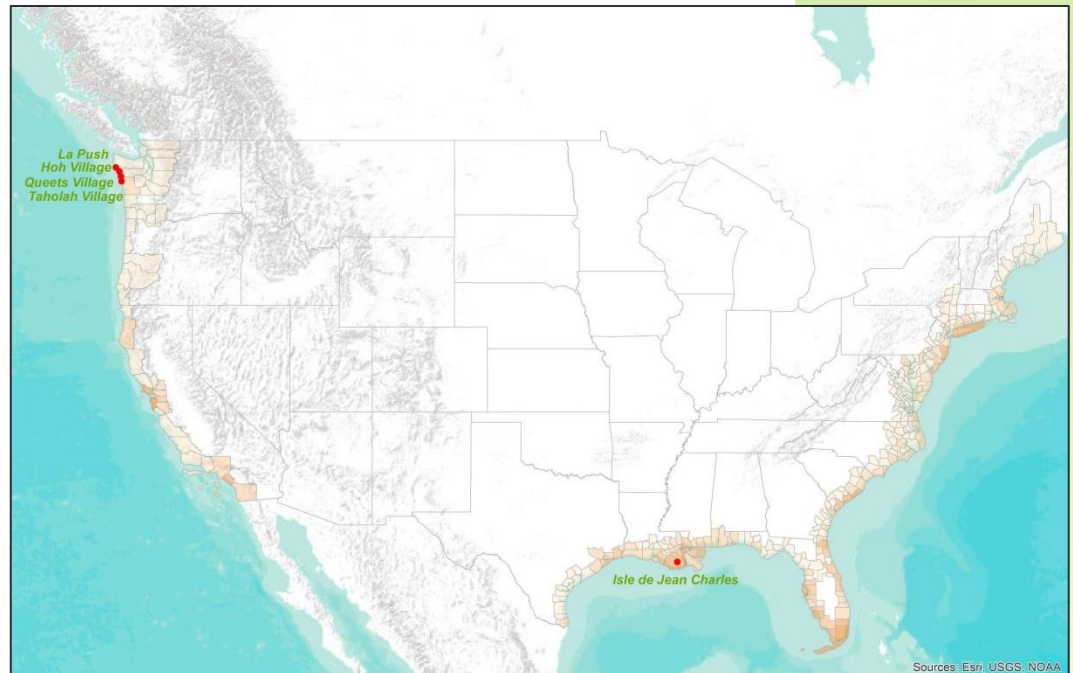 La Push
Hoh Village
Queets Village
Taholah Village
Isle de Jean Charles
Sources: Esri, USGS, NOAA